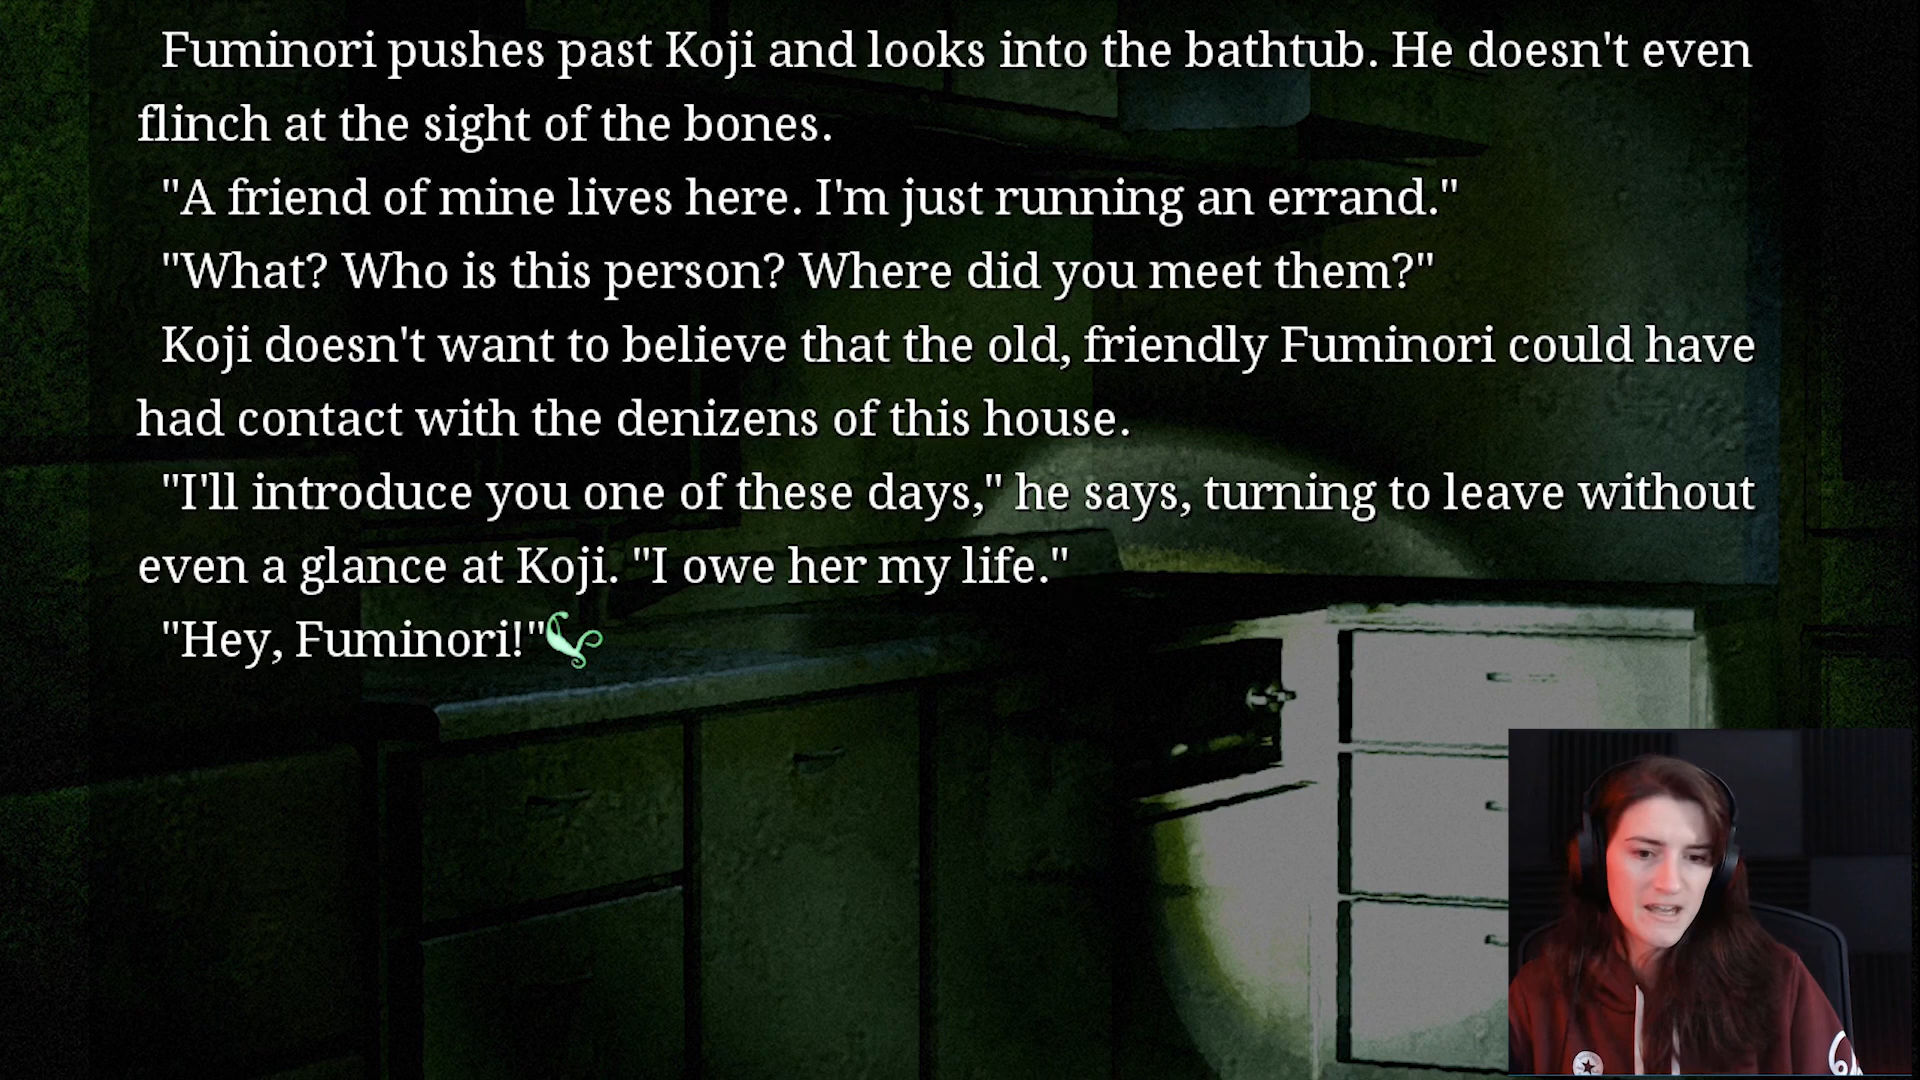 Fuminori pushes past Koji and looks into the bathtub. He doesn't even
flinch at the sight of the bones.
"A friend of mine lives here. I'm just running an errand."
"What? Who is this person? Where did you meet them?"
Koji doesn't want to believe that the old, friendly Fuminori could have
had contact with the denizens of this house.
"I'll introduce you one of these days," he says, turning to leave without
even a glance at Koji. "I owe her my life."
"Hey, Fuminori!"